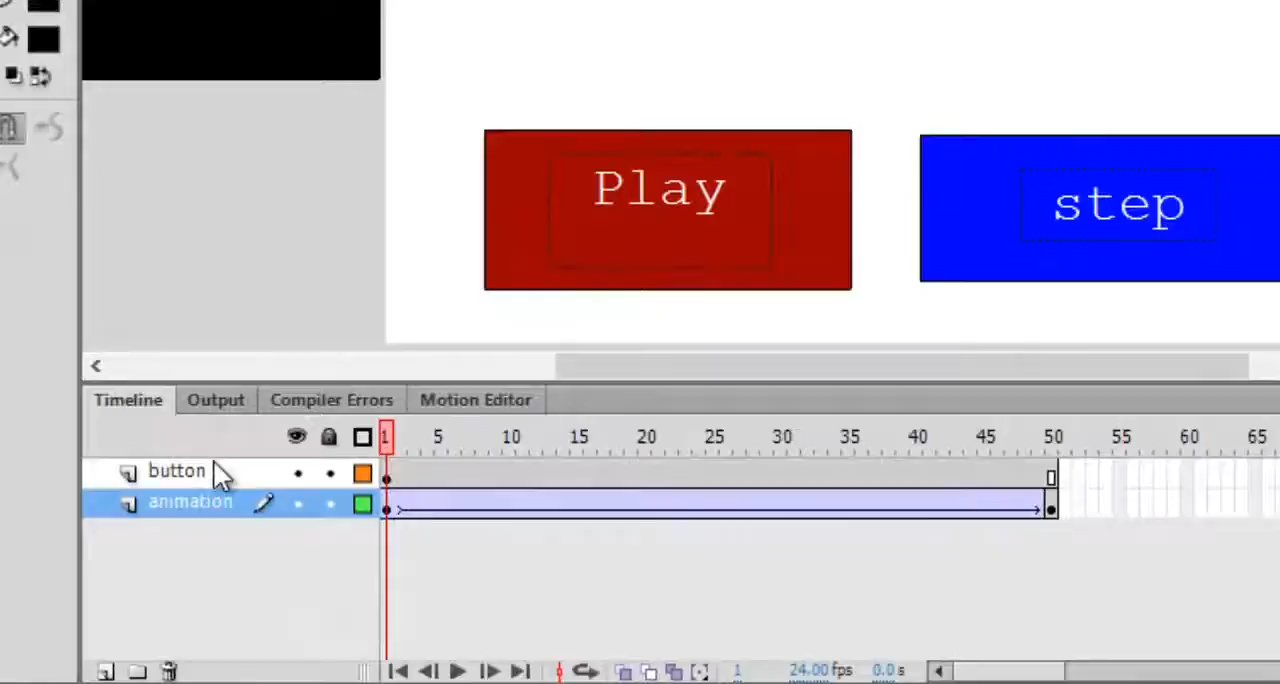 Play
step
Timeline Output Compiler Errors Motion Editor
1 5 10 15 20 25 30 35 40 45 50 55 60 65
button
animation
1 24.00 fps 0.0 s